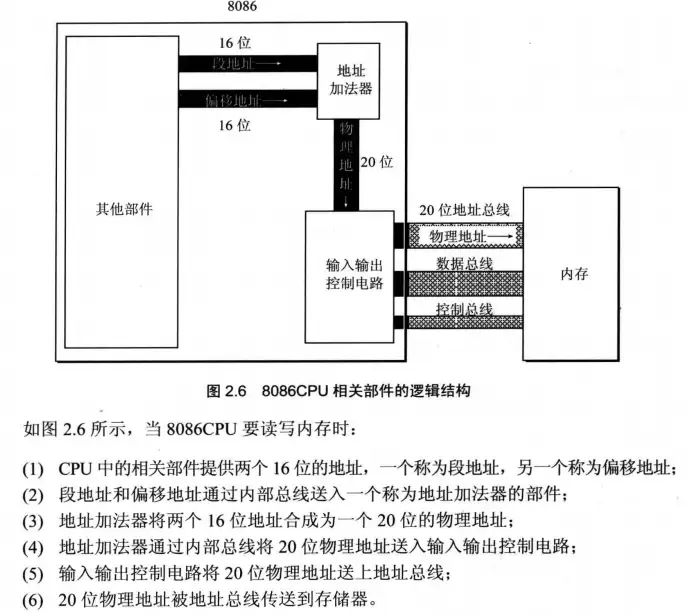 8086
16 位
段地址
地址
加法器
偏移地址
16 位
物
理
地
址
20 位
其他部件
20 位地址总线
物理地址
输入输出
控制电路
数据总线
内存
控制总线
图 2.6 8086CPU 相关部件的逻辑结构
如图 2.6 所示，当 8086CPU 要读写内存时：
(1) CPU 中的相关部件提供两个 16 位的地址，一个称为段地址，另一个称为偏移地址；
(2) 段地址和偏移地址通过内部总线送入一个称为地址加法器的部件；
(3) 地址加法器将两个 16 位地址合成为一个 20 位的物理地址；
(4) 地址加法器通过内部总线将 20 位物理地址送入输入输出控制电路；
(5) 输入输出控制电路将 20 位物理地址送上地址总线；
(6) 20 位物理地址被地址总线传送到存储器。